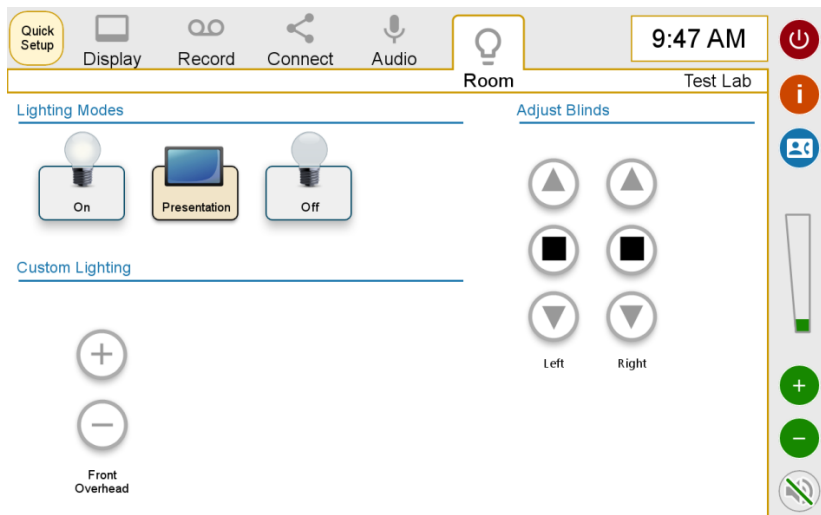 Quick
Setup
Display
Record
Connect
Audio
Room
9:47 AM
Test Lab
Lighting Modes
Adjust Blinds
On
Presentation
Off
Custom Lighting
Left
Right
Front
Overhead